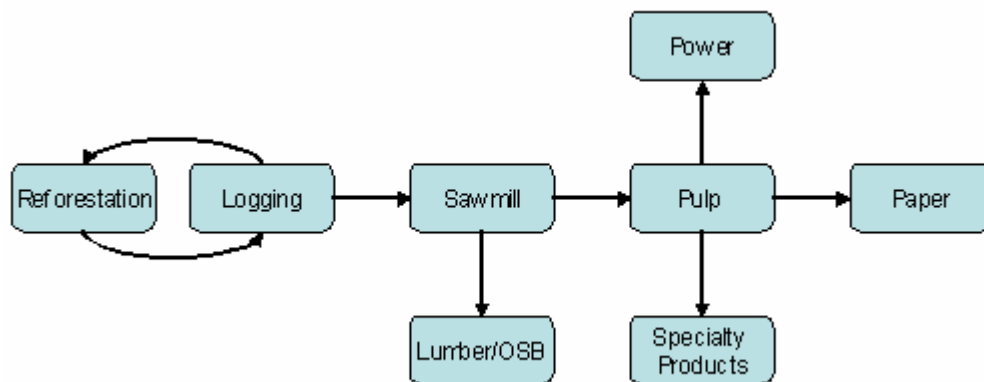 Power
Reforestation
Logging
Sawmill
Pulp
Paper
Lumber/OSB
Specialty
Products